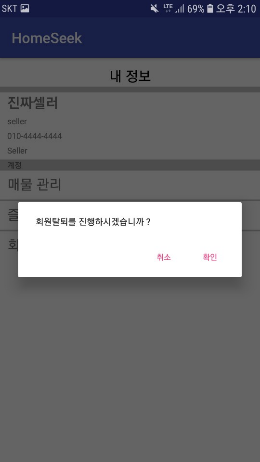 SKT LTE 69% 오후 2:10
HomeSeek
내 정보
진짜셀러
seller
010-4444-4444
Seller
계정
매물 관리
회원탈퇴를 진행하시겠습니까 ?
취소 확인